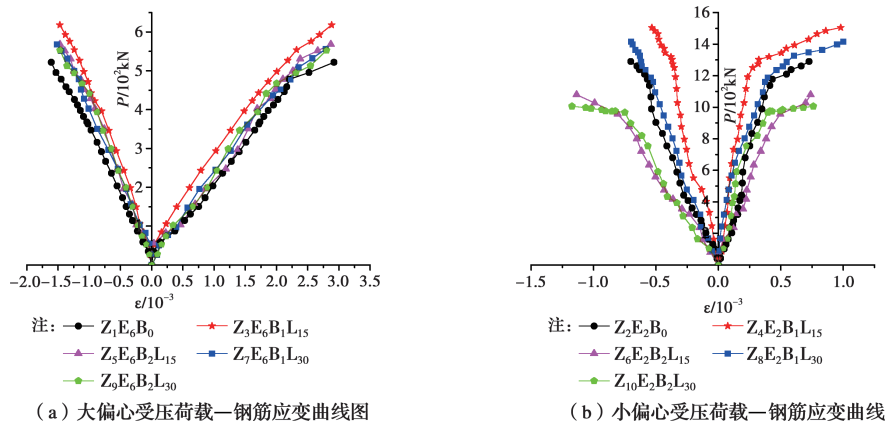 P/10²kN
6
5
4
3
2
-2.0 -1.5 -1.0 -0.5 0.0 0.5 1.0 1.5 2.0 2.5 3.0 3.5
ε/10⁻³
注: Z₁E₆B₀ Z₃E₆B₁L₁₅
Z₅E₆B₂L₁₅ Z₇E₆B₁L₃₀
Z₉E₆B₂L₃₀
(a)大偏心受压荷载—钢筋应变曲线图
P/10²kN
16
14
12
10
8
6
4
2
-1.5 -1.0 -0.5 0.0 0.5 1.0
ε/10⁻³
注: Z₂E₂B₀ Z₄E₂B₁L₁₅
Z₆E₂B₂L₁₅ Z₈E₂B₁L₃₀
Z₁₀E₂B₂L₃₀
(b)小偏心受压荷载—钢筋应变曲线